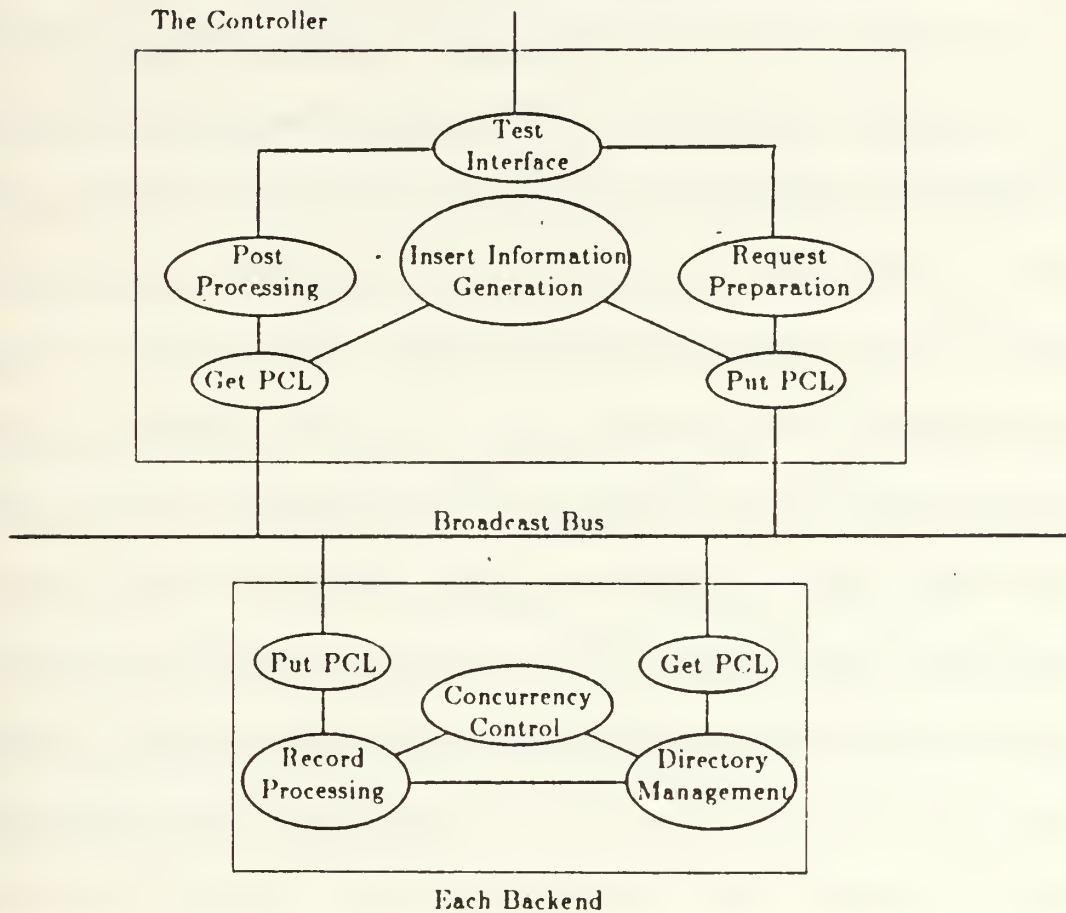 The Controller
Test
Interface
Post
Processing
Insert Information
Generation
Request
Preparation
Get PCL
Put PCL
Broadcast Bus
Put PCL
Get PCL
Concurrency
Control
Record
Processing
Directory
Management
Each Backend